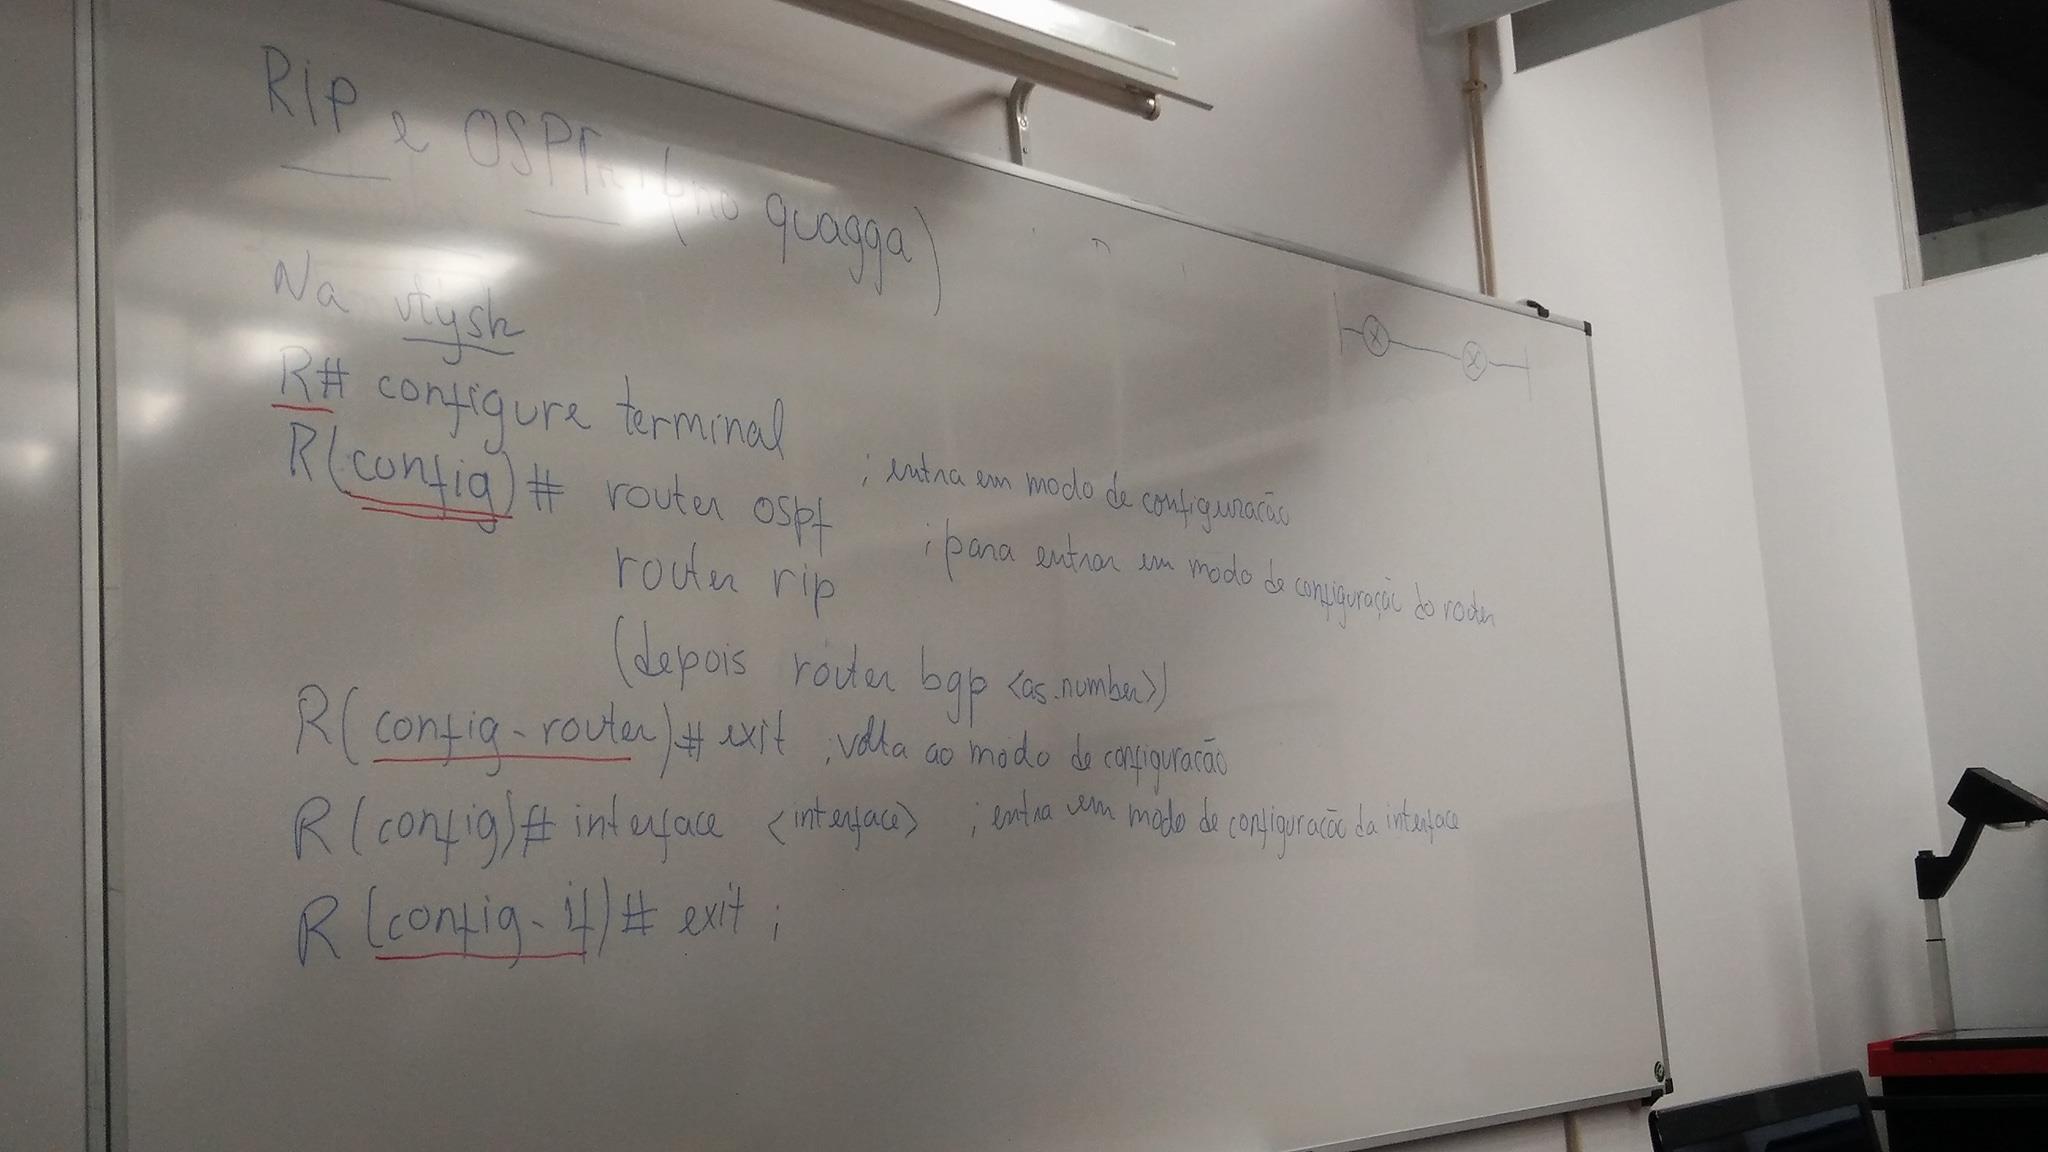 RIP e OSPF (no quagga)
Na vtysh
R# configure terminal ; entra em modo de configuração
R(config)# router ospf ; para entrar em modo de configuração do router
router rip
(depois router bgp <as.number>)
R(config-router)# exit ; volta ao modo de configuração
R(config)# interface <interface> ; entra em modo de configuração da interface
R(config-if)# exit ;